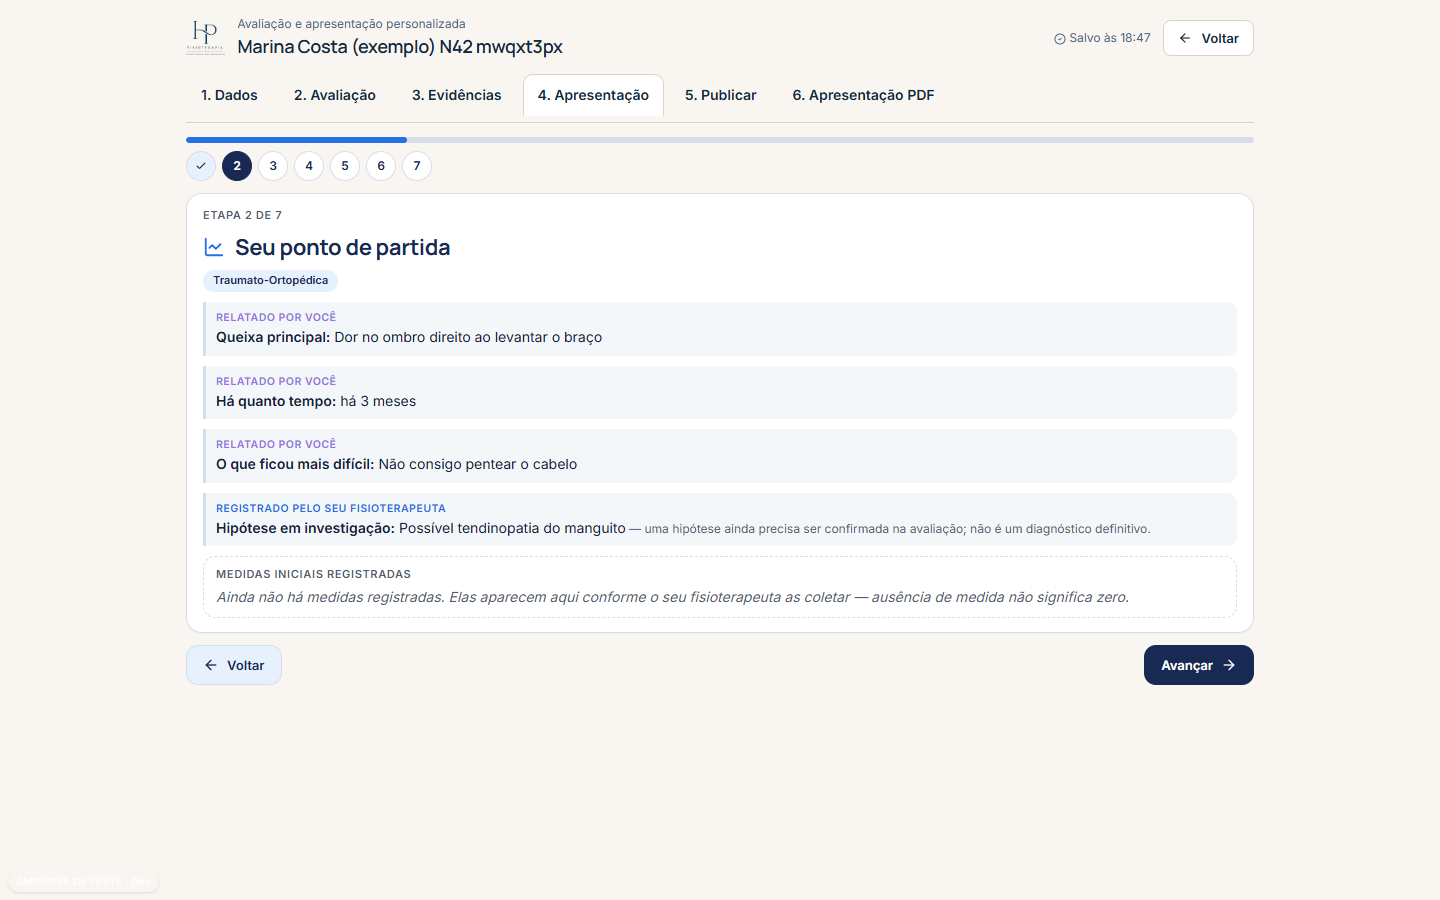 HP
FISIOTERAPIA
Avaliação e apresentação personalizada
Marina Costa (exemplo) N42 mwqxt3px
Salvo às 18:47
Voltar
1. Dados
2. Avaliação
3. Evidências
4. Apresentação
5. Publicar
6. Apresentação PDF
2 3 4 5 6 7
ETAPA 2 DE 7
Seu ponto de partida
Traumato-Ortopédica
RELATADO POR VOCÊ
Queixa principal: Dor no ombro direito ao levantar o braço
RELATADO POR VOCÊ
Há quanto tempo: há 3 meses
RELATADO POR VOCÊ
O que ficou mais difícil: Não consigo pentear o cabelo
REGISTRADO PELO SEU FISIOTERAPEUTA
Hipótese em investigação: Possível tendinopatia do manguito — uma hipótese ainda precisa ser confirmada na avaliação; não é um diagnóstico definitivo.
MEDIDAS INICIAIS REGISTRADAS
Ainda não há medidas registradas. Elas aparecem aqui conforme o seu fisioterapeuta as coletar — ausência de medida não significa zero.
Voltar
Avançar
AMBIENTE DE TESTE